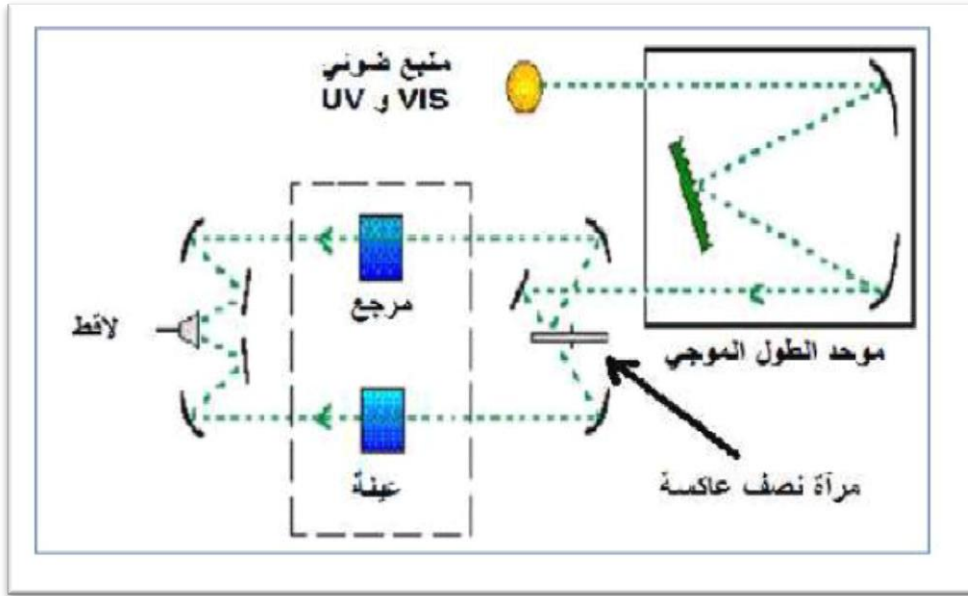 منبع ضوئي
UV و VIS
مرجع
لاقط
موحد الطول الموجي
مرآة نصف عاكسة
عينة